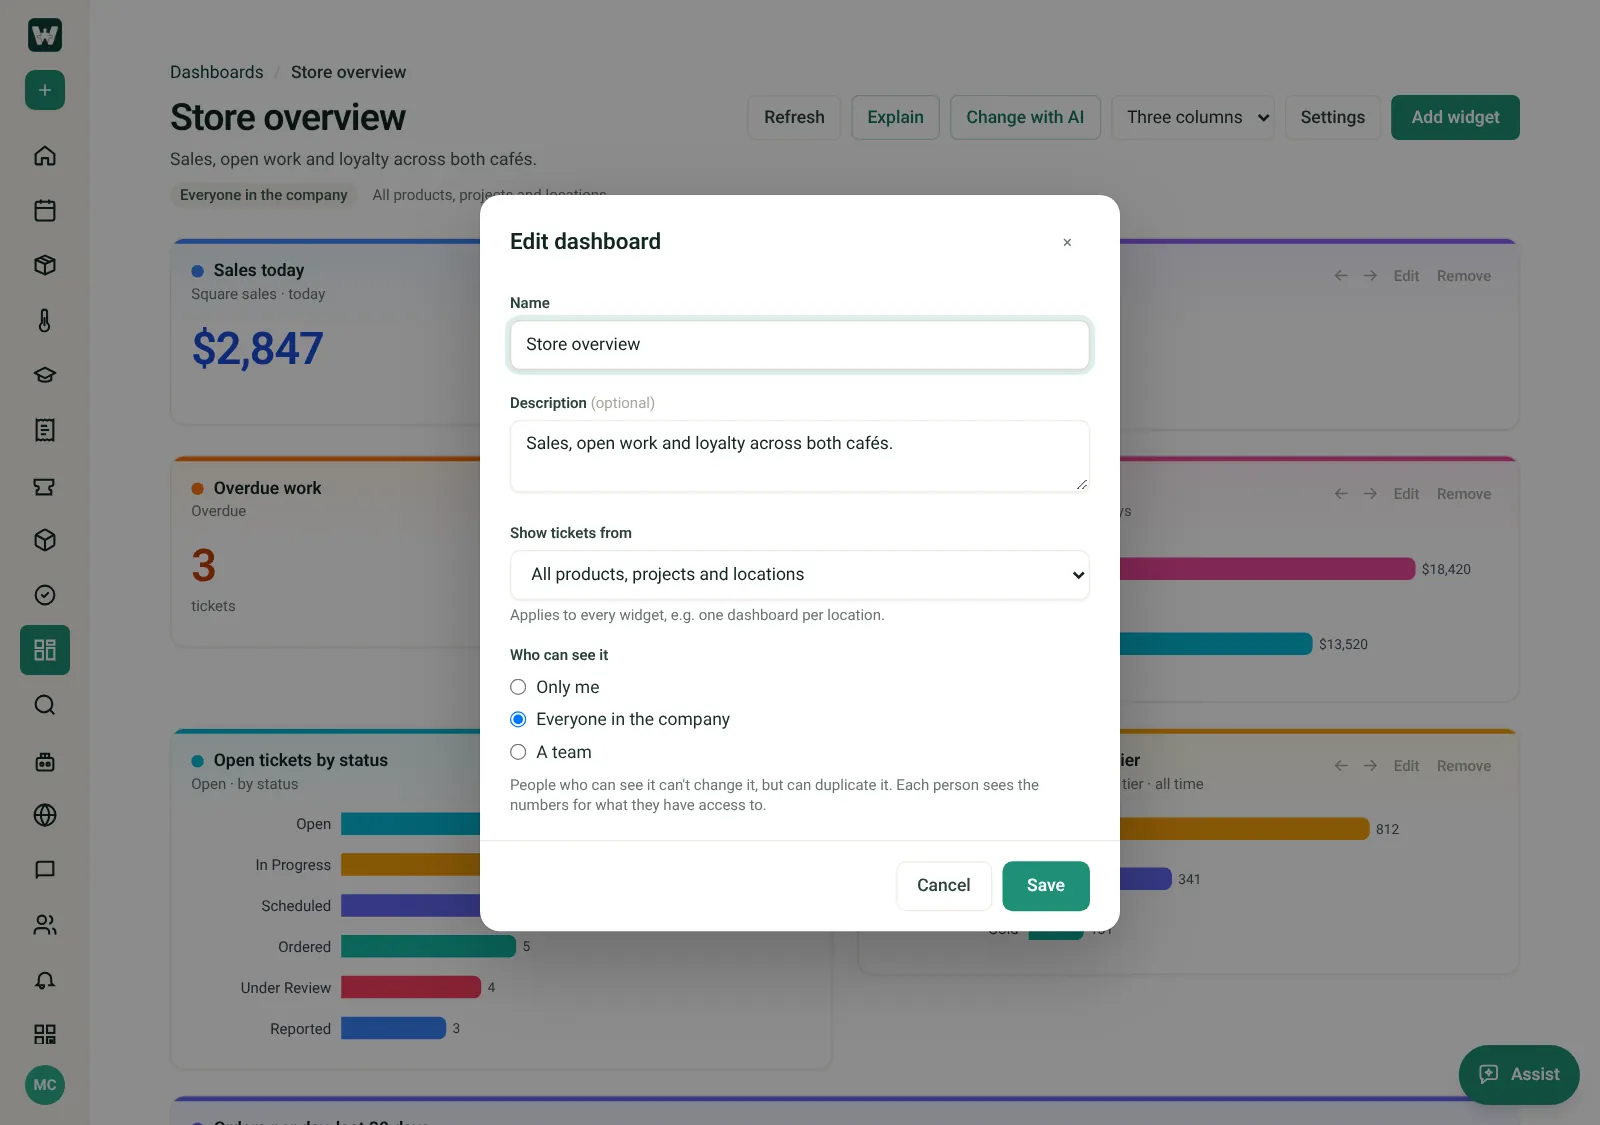 W
+
Dashboards / Store overview
Store overview
Refresh
Explain
Change with AI
Three columns
Settings
Add widget
Sales, open work and loyalty across both cafés.
Everyone in the company
All products, projects and locations
Sales today
Square sales · today
$2,847
← → Edit Remove
Overdue work
Overdue
3
tickets
← → Edit Remove
$18,420
$13,520
Open tickets by status
Open · by status
Open
In Progress
Scheduled
Ordered 5
Under Review 4
Reported 3
← → Edit Remove
tier · all time
812
341
Edit dashboard
×
Name
Store overview
Description (optional)
Sales, open work and loyalty across both cafés.
Show tickets from
All products, projects and locations
Applies to every widget, e.g. one dashboard per location.
Who can see it
Only me
Everyone in the company
A team
People who can see it can't change it, but can duplicate it. Each person sees the
numbers for what they have access to.
Cancel
Save
MC
Assist